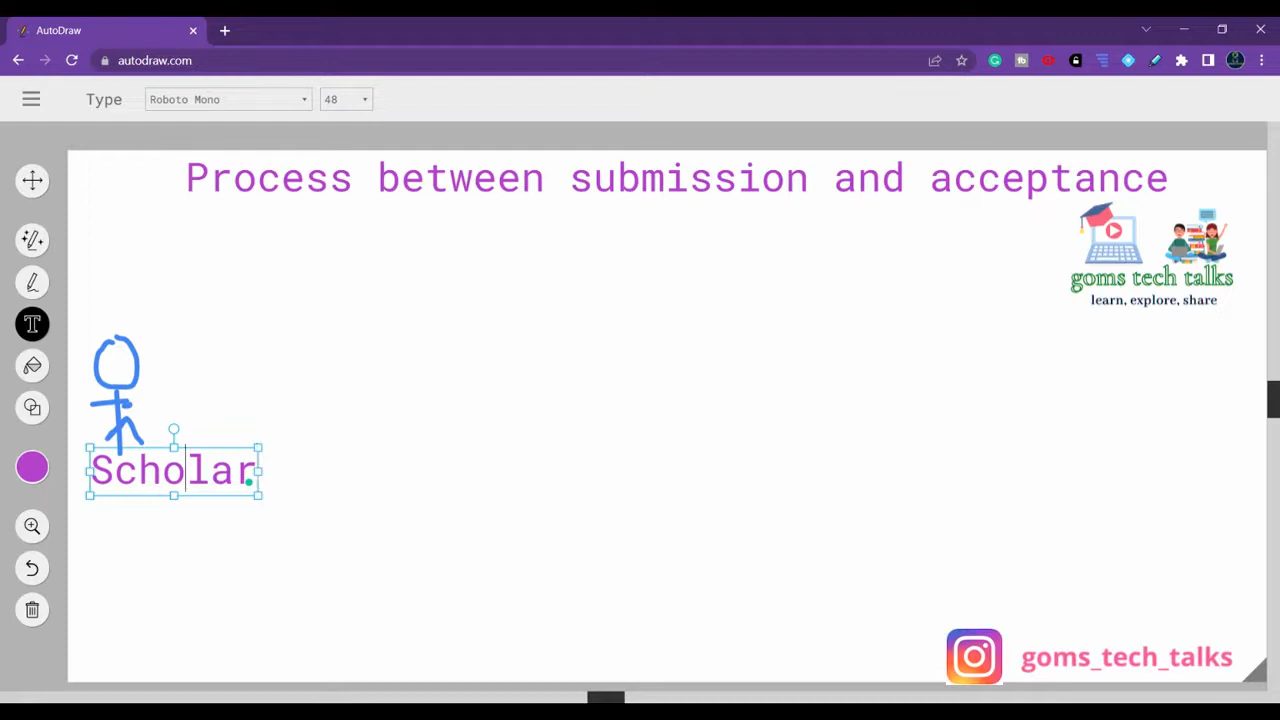 AutoDraw
autodraw.com
Type
Roboto Mono
48
Process between submission and acceptance
goms tech talks
learn, explore, share
Scholar
goms_tech_talks